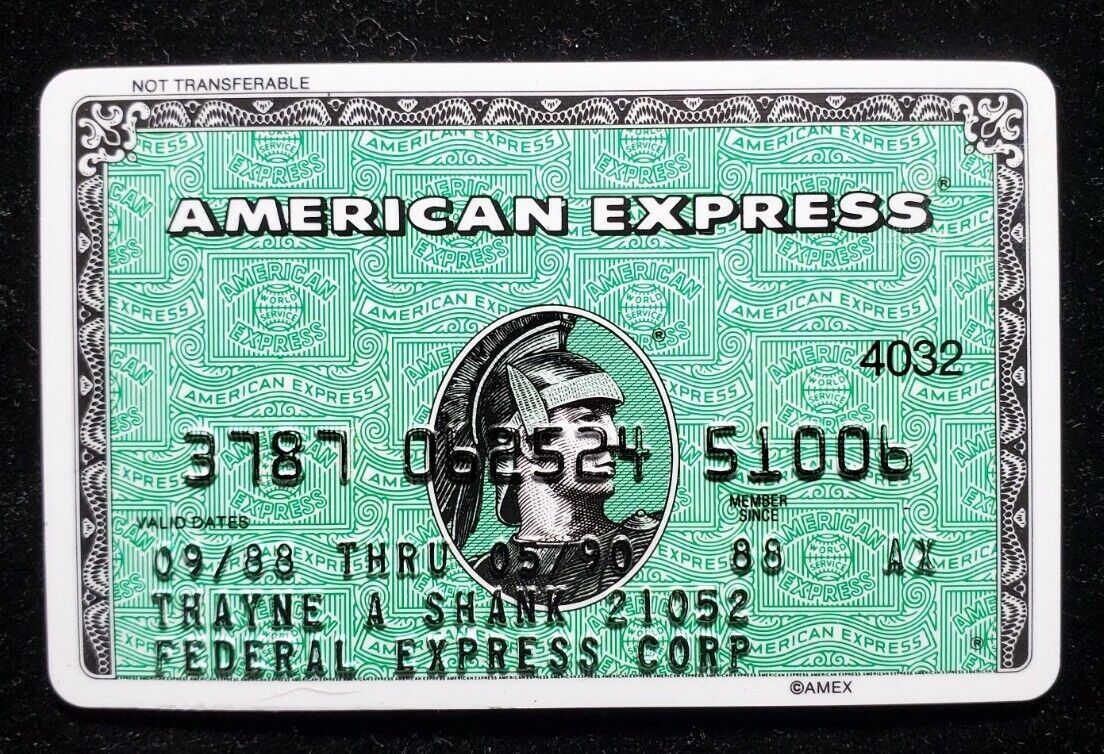 NOT TRANSFERABLE
AMERICAN EXPRESS®
4032
3787 062524 51006
MEMBER
SINCE
VALID DATES
09/88 THRU 05/90 88 AX
THAYNE A SHANK 21052
FEDERAL EXPRESS CORP
©AMEX